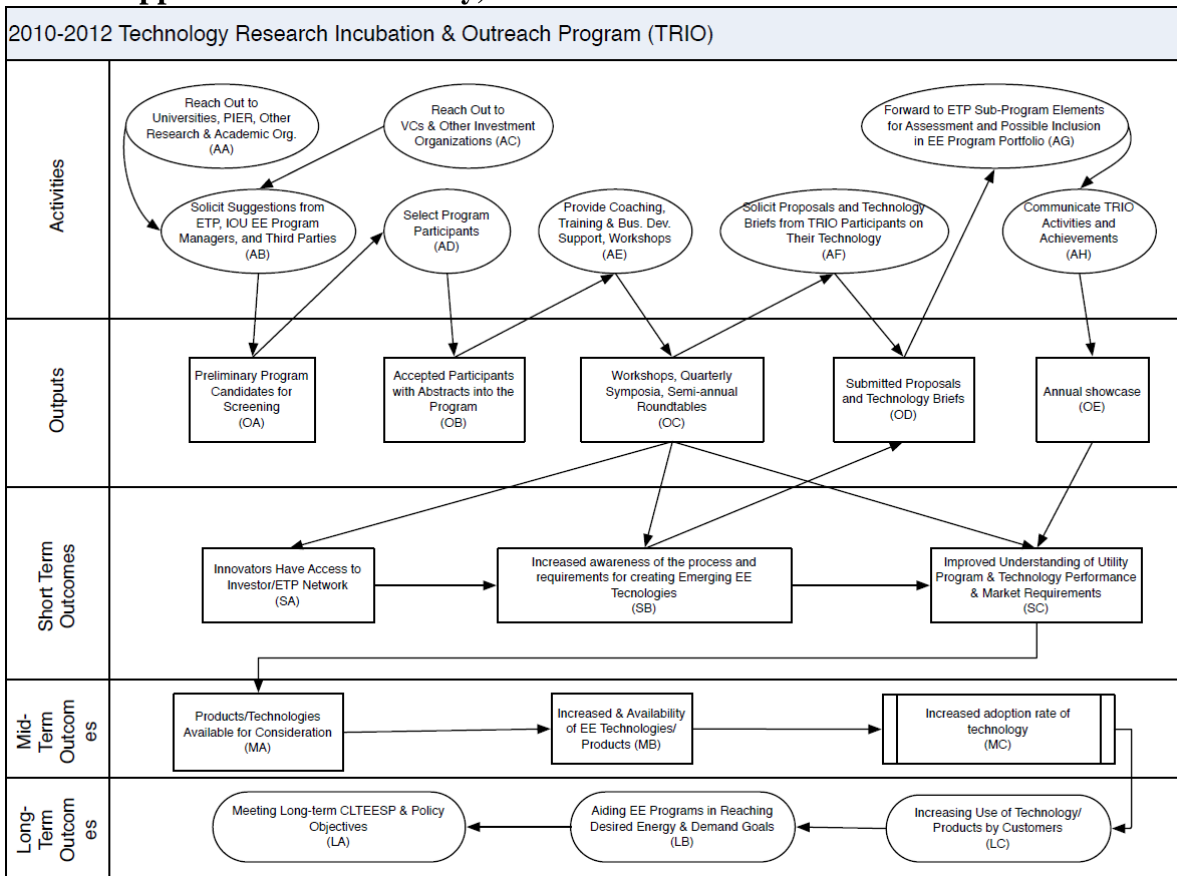 2010-2012 Technology Research Incubation & Outreach Program (TRIO)
Activities
Reach Out to
Universities, PIER, Other
Research & Academic Org.
(AA)
Reach Out to
VCs & Other Investment
Organizations (AC)
Forward to ETP Sub-Program Elements
for Assessment and Possible Inclusion
in EE Program Portfolio (AG)
Solicit Suggestions from
ETP, IOU EE Program
Managers, and Third Parties
(AB)
Select Program
Participants
(AD)
Provide Coaching,
Training & Bus. Dev.
Support, Workshops
(AE)
Solicit Proposals and Technology
Briefs from TRIO Participants on
Their Technology
(AF)
Communicate TRIO
Activities and
Achievements
(AH)
Outputs
Preliminary Program
Candidates for
Screening
(OA)
Accepted Participants
with Abstracts into the
Program
(OB)
Workshops, Quarterly
Symposia, Semi-annual
Roundtables
(OC)
Submitted Proposals
and Technology Briefs
(OD)
Annual showcase
(OE)
Short Term
Outcomes
Innovators Have Access to
Investor/ETP Network
(SA)
Increased awareness of the process and
requirements for creating Emerging EE
Tecnologies
(SB)
Improved Understanding of Utility
Program & Technology Performance
& Market Requirements
(SC)
Mid-
Term
Outcom
es
Products/Technologies
Available for Consideration
(MA)
Increased & Availability
of EE Technologies/
Products (MB)
Increased adoption rate of
technology
(MC)
Long-
Term
Outcom
es
Meeting Long-term CLTEESP & Policy
Objectives
(LA)
Aiding EE Programs in Reaching
Desired Energy & Demand Goals
(LB)
Increasing Use of Technology/
Products by Customers
(LC)